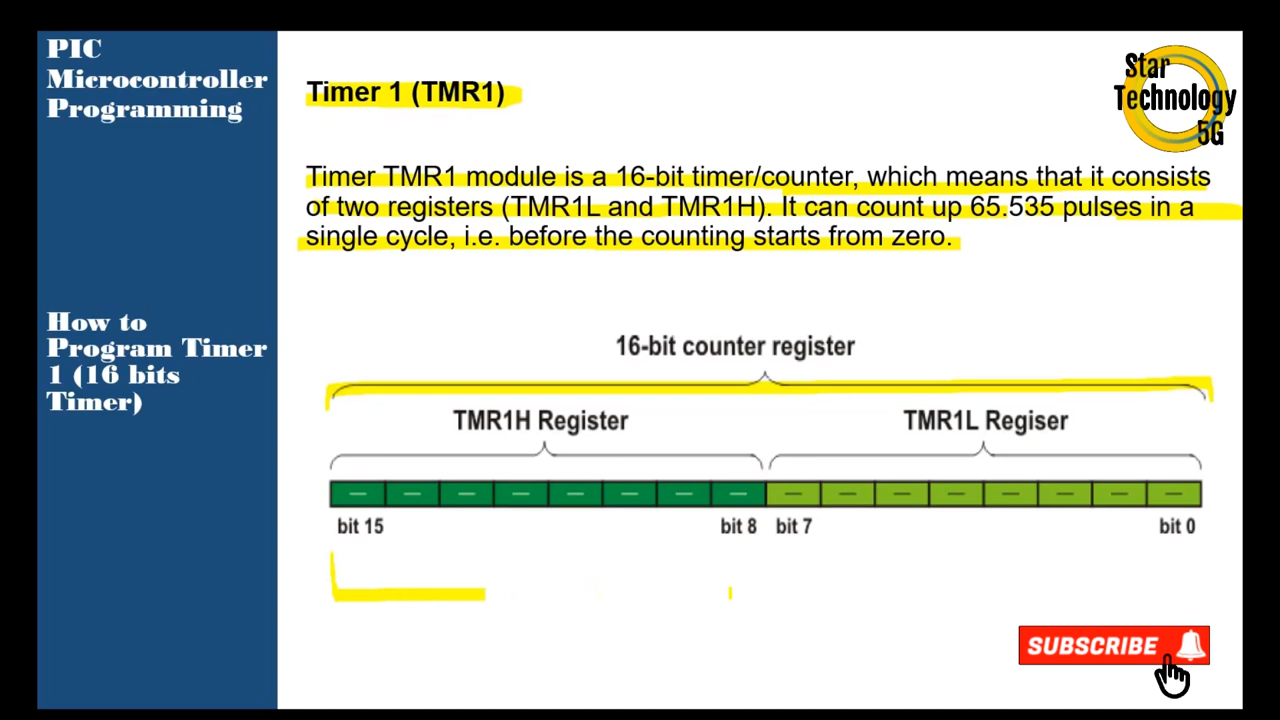 PIC
Microcontroller
Programming
How to
Program Timer
1 (16 bits
Timer)
Star
Technology
5G
Timer 1 (TMR1)
Timer TMR1 module is a 16-bit timer/counter, which means that it consists
of two registers (TMR1L and TMR1H). It can count up 65.535 pulses in a
single cycle, i.e. before the counting starts from zero.
16-bit counter register
TMR1H Register
TMR1L Regiser
bit 15
bit 8
bit 7
bit 0
SUBSCRIBE